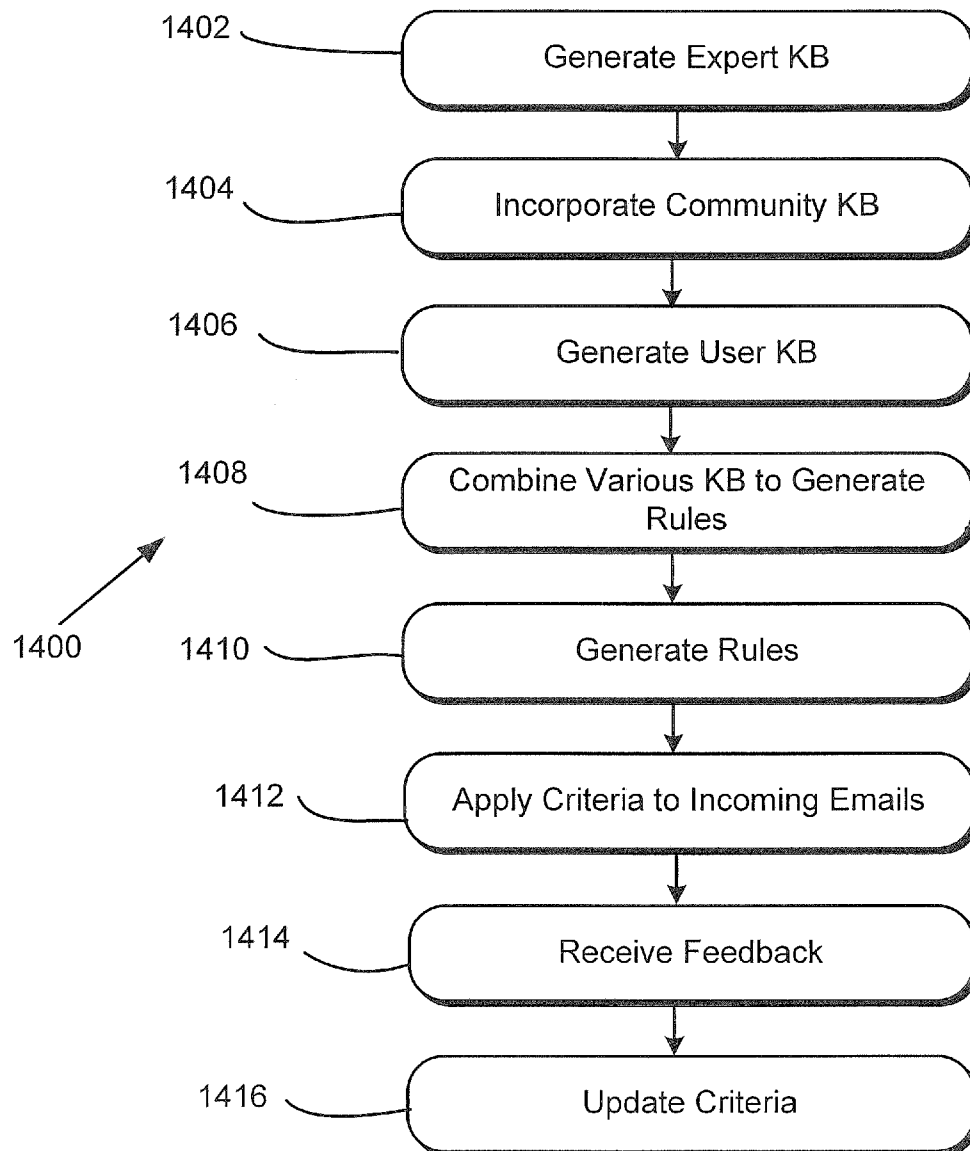 1402
Generate Expert KB
1404
Incorporate Community KB
1406
Generate User KB
1408
Combine Various KB to Generate
Rules
1400
1410
Generate Rules
1412
Apply Criteria to Incoming Emails
1414
Receive Feedback
1416
Update Criteria